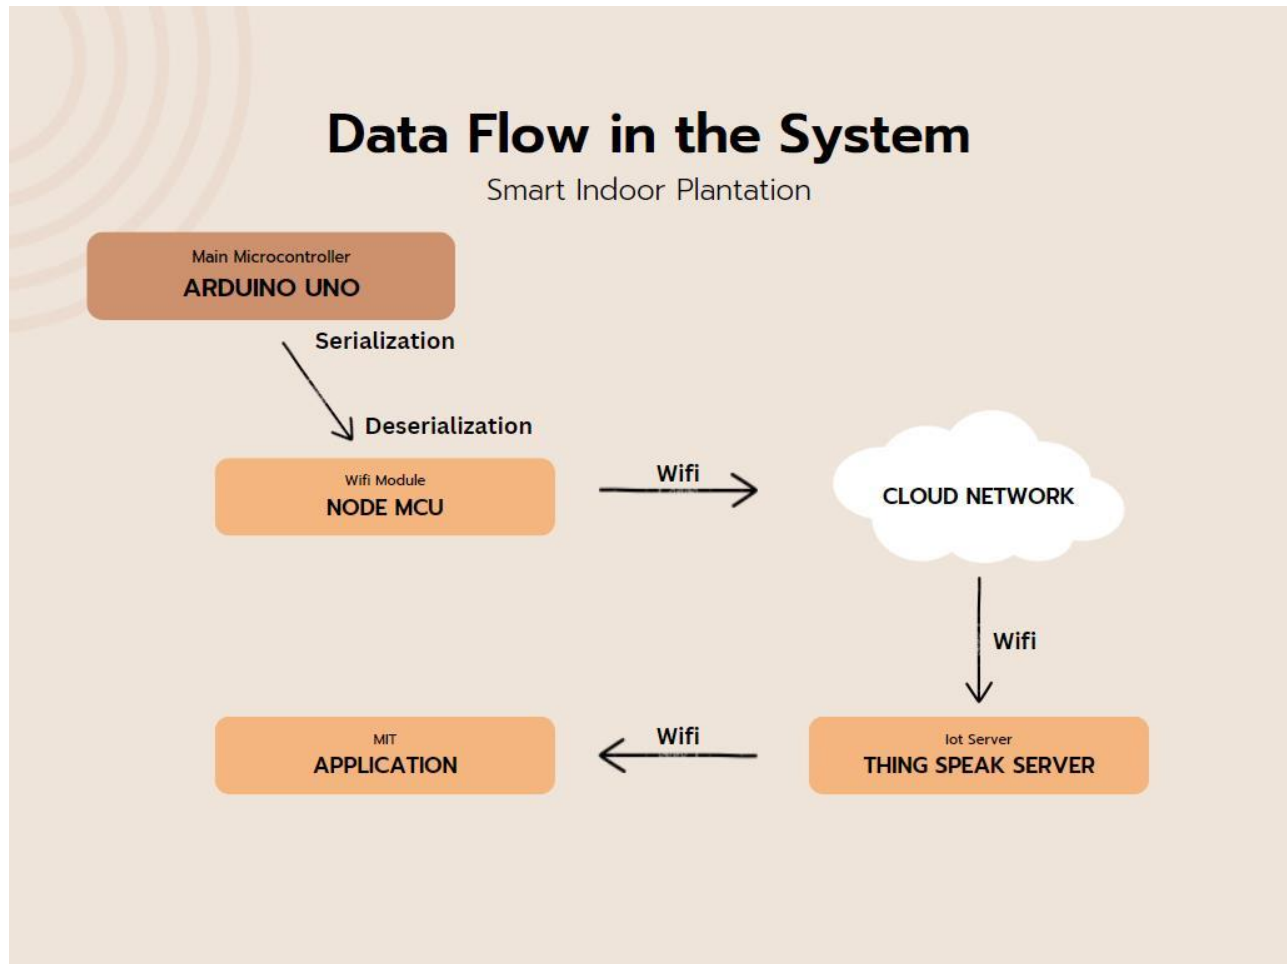 Data Flow in the System
Smart Indoor Plantation
Main Microcontroller
ARDUINO UNO
Serialization
Deserialization
Wifi Module
NODE MCU
Wifi
CLOUD NETWORK
Wifi
MIT
APPLICATION
Wifi
Iot Server
THING SPEAK SERVER